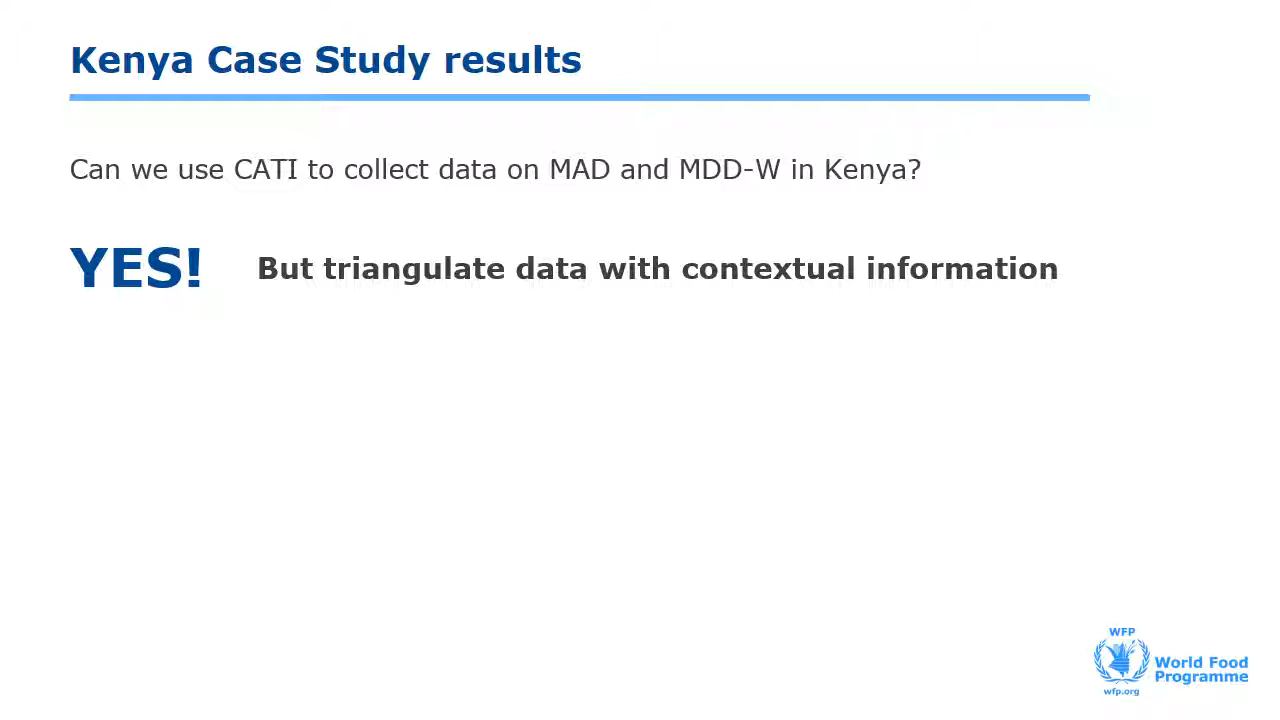 Kenya Case Study results
Can we use CATI to collect data on MAD and MDD-W in Kenya?
YES! But triangulate data with contextual information
WFP
World Food
Programme
wfp.org